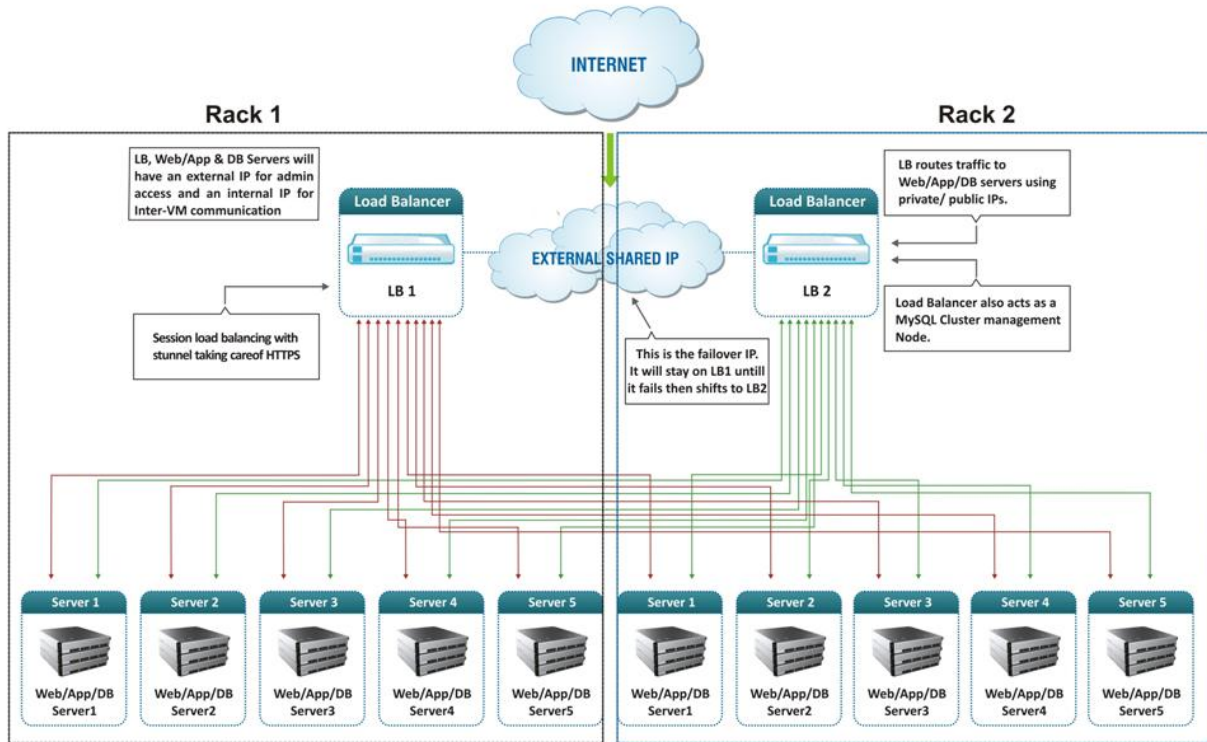 INTERNET
Rack 1
Rack 2
LB, Web/App & DB Servers will
have an external IP for admin
access and an internal IP for
Inter-VM communication
Load Balancer
LB 1
EXTERNAL SHARED IP
Load Balancer
LB 2
LB routes traffic to
Web/App/DB servers using
private/ public IPs.
Session load balancing with
stunnel taking careof HTTPS
This is the failover IP.
It will stay on LB1 untill
it fails then shifts to LB2
Load Balancer also acts as a
MySQL Cluster management
Node.
Server 1
Web/App/DB
Server1
Server 2
Web/App/DB
Server2
Server 3
Web/App/DB
Server3
Server 4
Web/App/DB
Server4
Server 5
Web/App/DB
Server5
Server 1
Web/App/DB
Server1
Server 2
Web/App/DB
Server2
Server 3
Web/App/DB
Server3
Server 4
Web/App/DB
Server4
Server 5
Web/App/DB
Server5